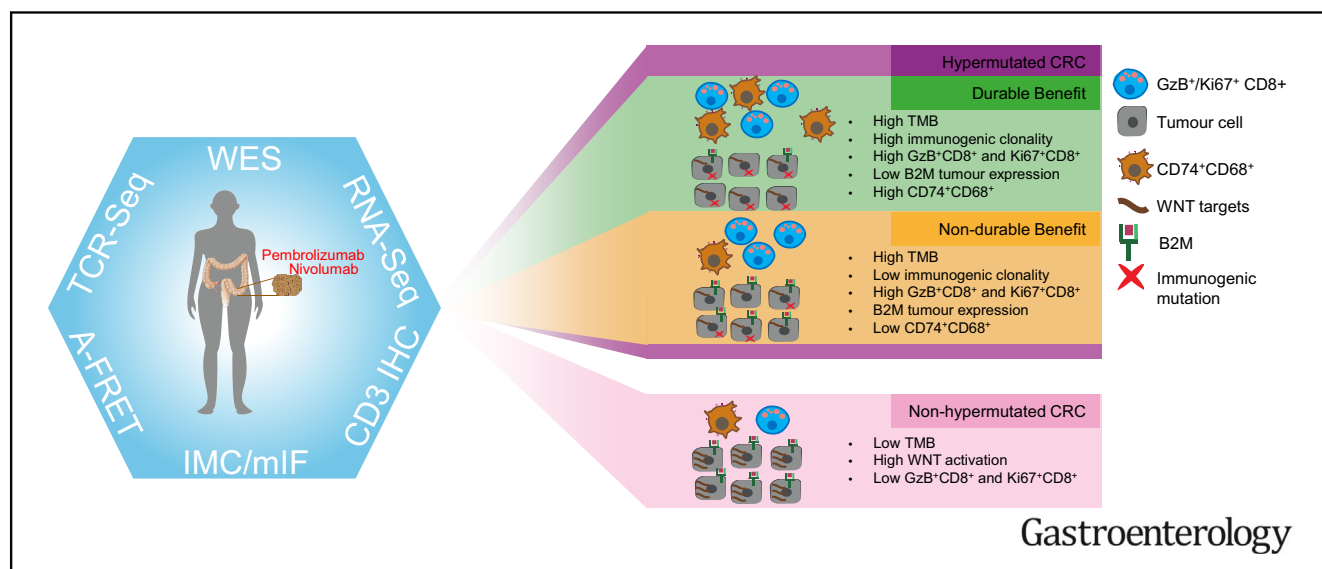 WES
TCR-Seq
RNA-Seq
Pembrolizumab
Nivolumab
A-FRET
CD3 IHC
IMC/mIF
Hypermutated CRC
Durable Benefit
• High TMB
• High immunogenic clonality
• High GzB⁺CD8⁺ and Ki67⁺CD8⁺
• Low B2M tumour expression
• High CD74⁺CD68⁺
Non-durable Benefit
• High TMB
• Low immunogenic clonality
• High GzB⁺CD8⁺ and Ki67⁺CD8⁺
• B2M tumour expression
• Low CD74⁺CD68⁺
Non-hypermutated CRC
• Low TMB
• High WNT activation
• Low GzB⁺CD8⁺ and Ki67⁺CD8⁺
GzB⁺/Ki67⁺ CD8+
Tumour cell
CD74⁺CD68⁺
WNT targets
B2M
Immunogenic
mutation
Gastroenterology